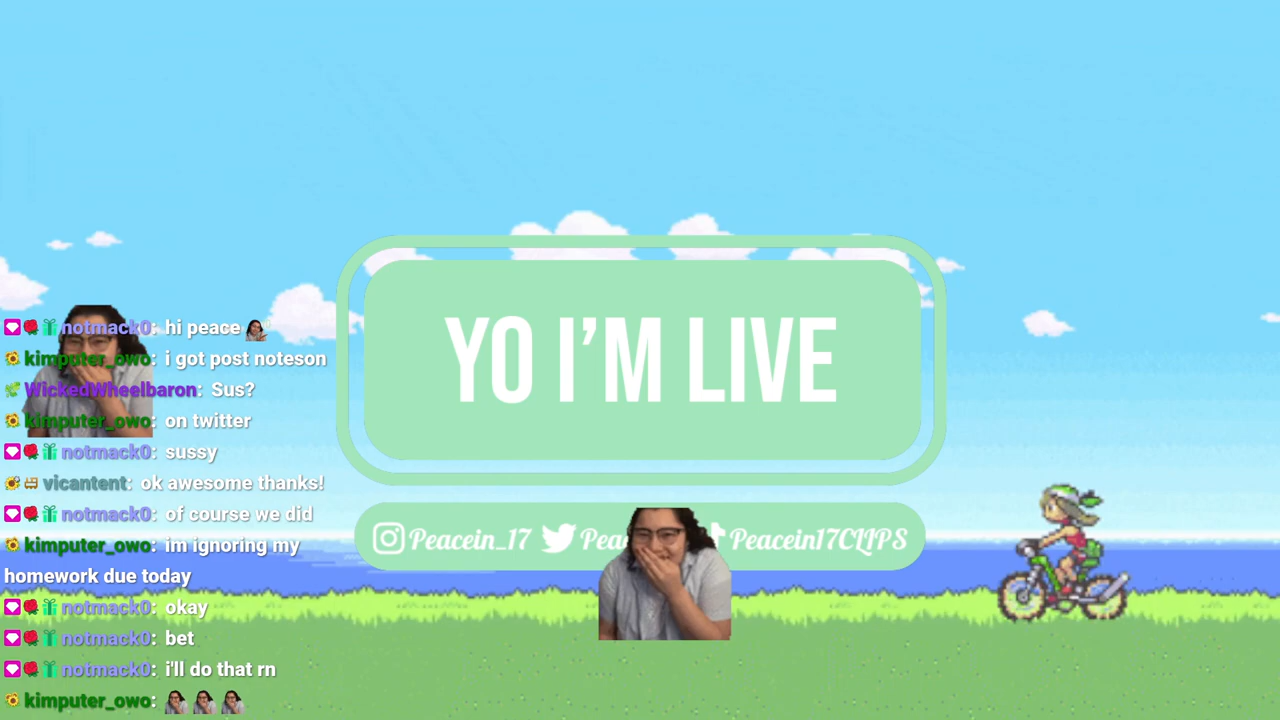 notmack0: hi peace
kimputer_owo: i got post noteson
WickedWheelbaron: Sus?
kimputer_owo: on twitter
notmack0: sussy
vicantent: ok awesome thanks!
notmack0: of course we did
kimputer_owo: im ignoring my
homework due today
notmack0: okay
notmack0: bet
notmack0: i'll do that rn
kimputer_owo:
YO I’M LIVE
Peacein_17
Peacein17CLIPS